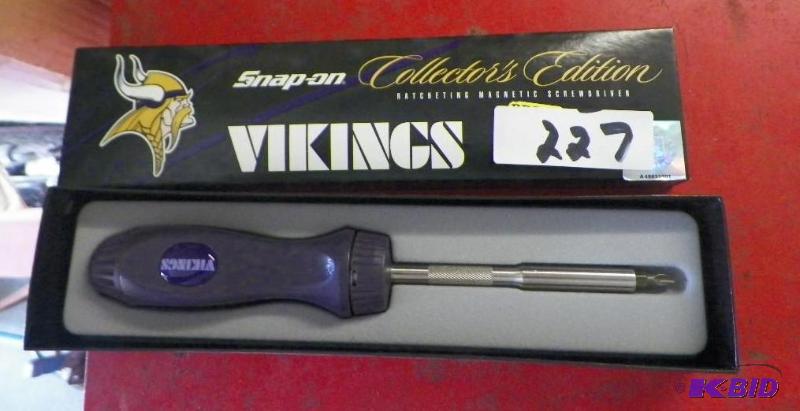 Snap-on Collector's Edition
RATCHETING MAGNETIC SCREWDRIVER
VIKINGS
227
VIKINGS
K-BID